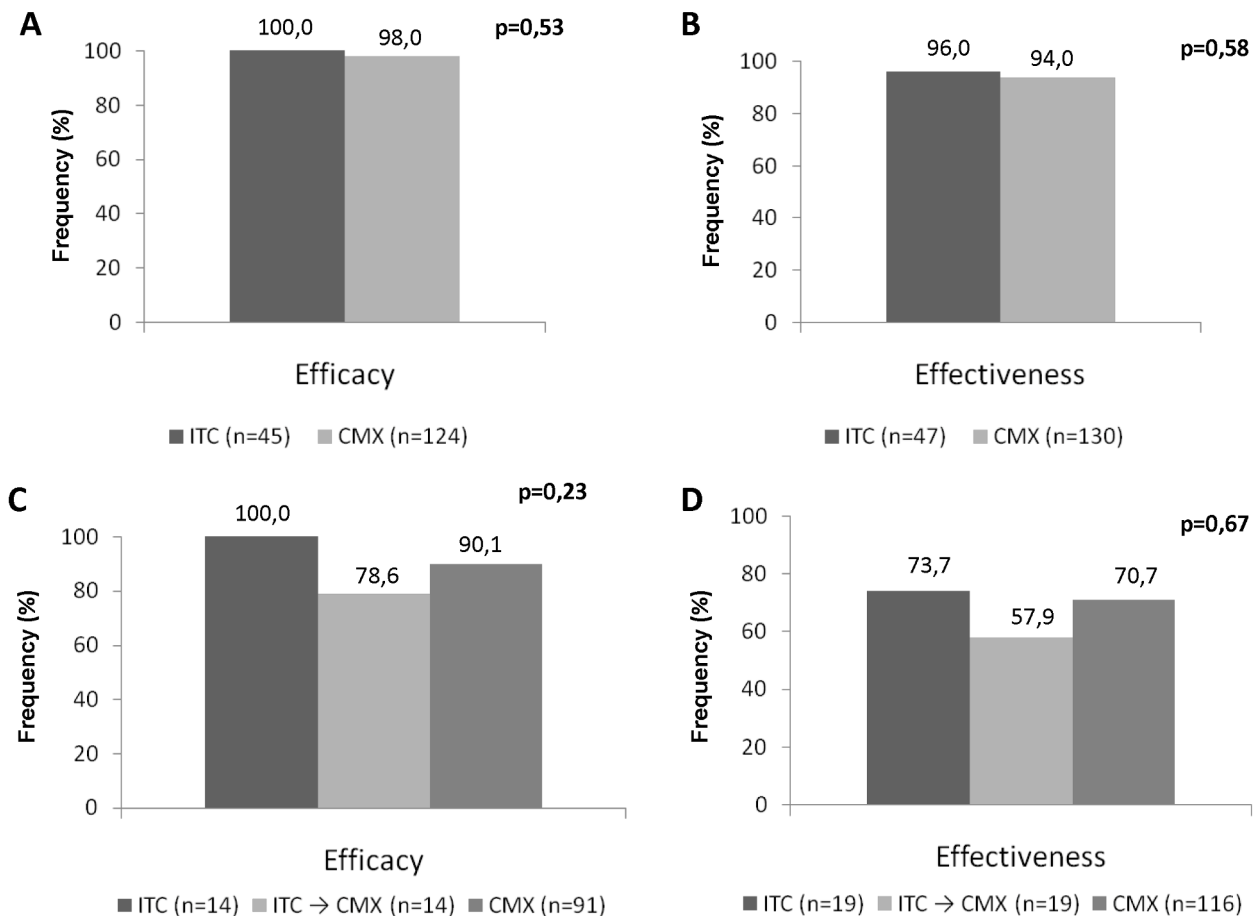 A
p=0,53
100,0
98,0
Frequency (%)
100
80
60
40
20
0
Efficacy
ITC (n=45) CMX (n=124)
B
p=0,58
96,0
94,0
Frequency (%)
100
80
60
40
20
0
Effectiveness
ITC (n=47) CMX (n=130)
C
p=0,23
100,0
78,6
90,1
Frequency (%)
100
80
60
40
20
0
Efficacy
ITC (n=14) ITC → CMX (n=14) CMX (n=91)
D
p=0,67
73,7
57,9
70,7
Frequency (%)
100
80
60
40
20
0
Effectiveness
ITC (n=19) ITC → CMX (n=19) CMX (n=116)